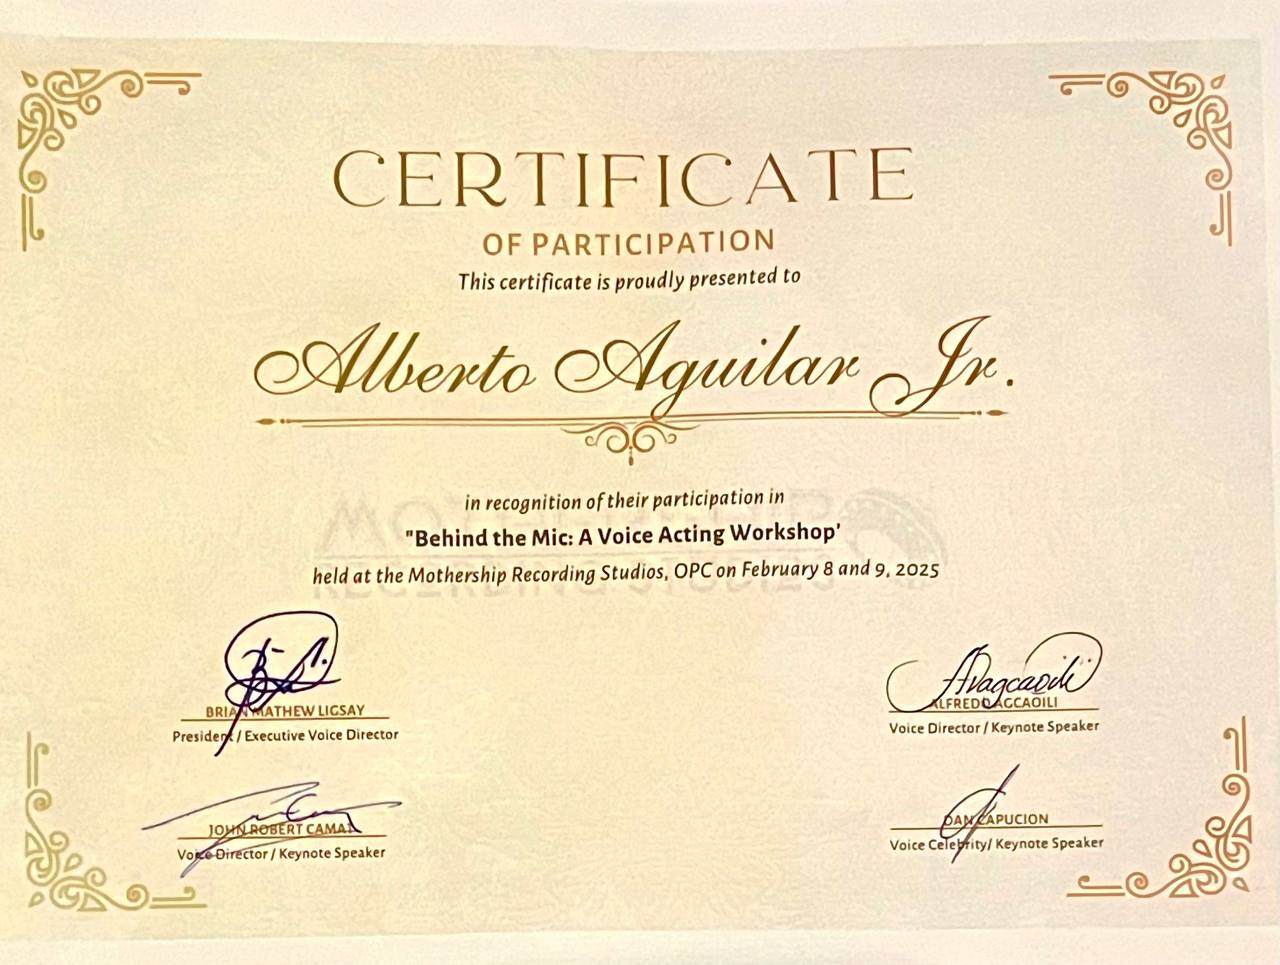 CERTIFICATE
OF PARTICIPATION
This certificate is proudly presented to
Alberto Aguilar Jr.
in recognition of their participation in
"Behind the Mic: A Voice Acting Workshop'
held at the Mothership Recording Studios, OPC on February 8 and 9, 2025
MOTHERSHIP
RECORDING STUDIOS
BRIAN MATHEW LIGSAY
President / Executive Voice Director
ALFREDO AGCAOILI
Voice Director / Keynote Speaker
JOHN ROBERT CAMAT
Voice Director / Keynote Speaker
DAN CAPUCION
Voice Celebrity/ Keynote Speaker